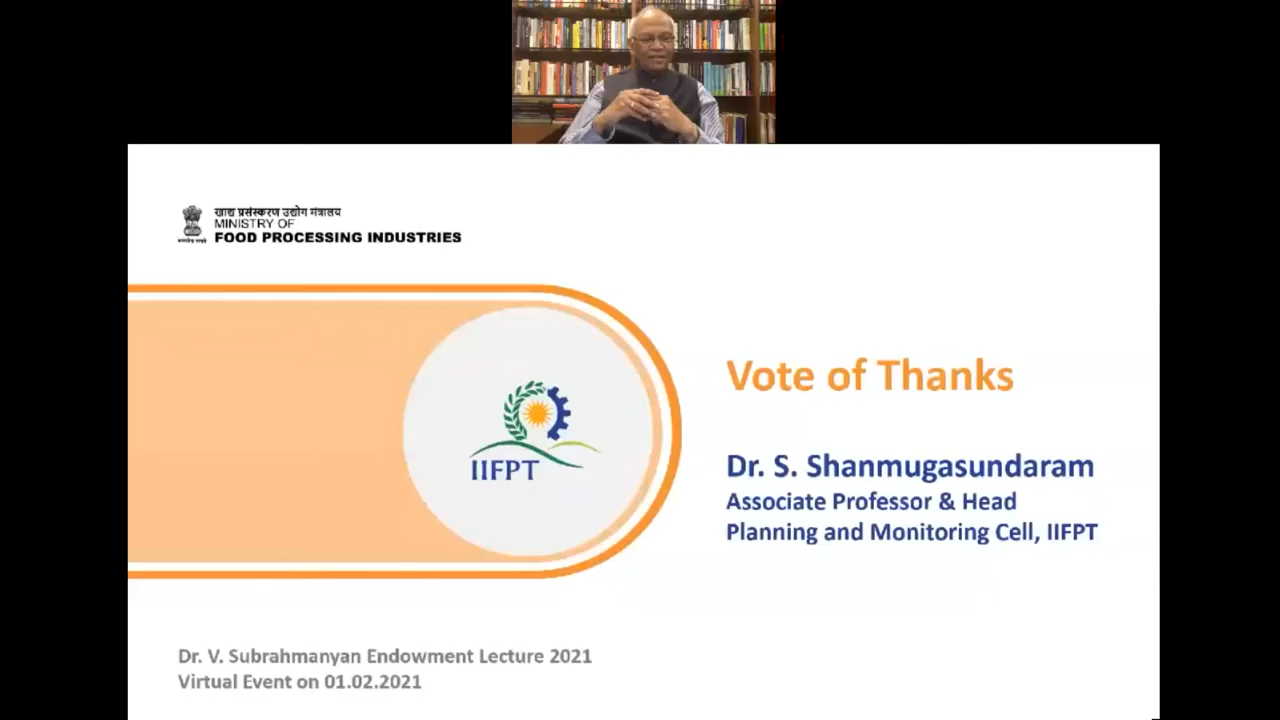 खाद्य प्रसंस्करण उद्योग मंत्रालय
MINISTRY OF
FOOD PROCESSING INDUSTRIES
IIFPT
Vote of Thanks
Dr. S. Shanmugasundaram
Associate Professor & Head
Planning and Monitoring Cell, IIFPT
Dr. V. Subrahmanyan Endowment Lecture 2021
Virtual Event on 01.02.2021